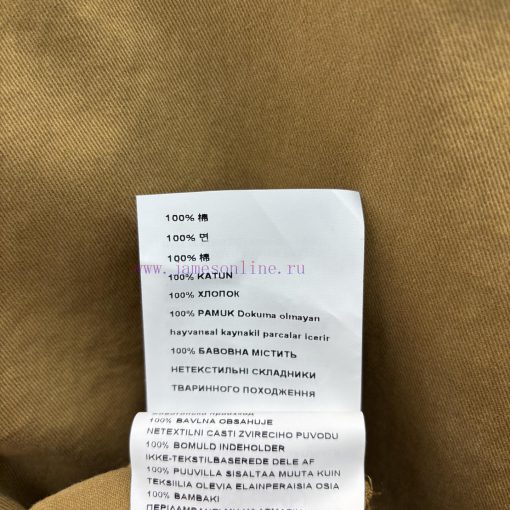 100% 棉
100% 면
100% 棉
www.jamesonline.ru
100% KATUN
100% ХЛОПОК
100% PAMUK Dokuma olmayan
hayvansal kaynakil parcalar icerir
100% БАВОВНА МІСТИТЬ
НЕТЕКСТИЛЬНІ СКЛАДНИКИ
ТВАРИННОГО ПОХОДЖЕННЯ
100% BAVLNA OBSAHUJE
NETEXTILNI CASTI ZVIRECIHO PUVODU
100% BOMULD INDEHOLDER
IKKE-TEKSTILBASEREDE DELE AF
100% PUUVILLA SISALTAA MUUTA KUIN
TEKSIILIA OLEVIA ELAINPERAISIA OSIA
100% BAMBAKI